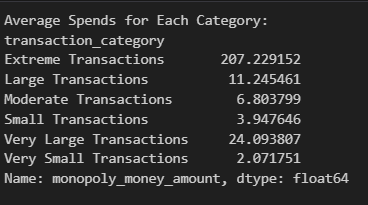 Average Spends for Each Category:
transaction_category
Extreme Transactions 207.229152
Large Transactions 11.245461
Moderate Transactions 6.803799
Small Transactions 3.947646
Very Large Transactions 24.093807
Very Small Transactions 2.071751
Name: monopoly_money_amount, dtype: float64